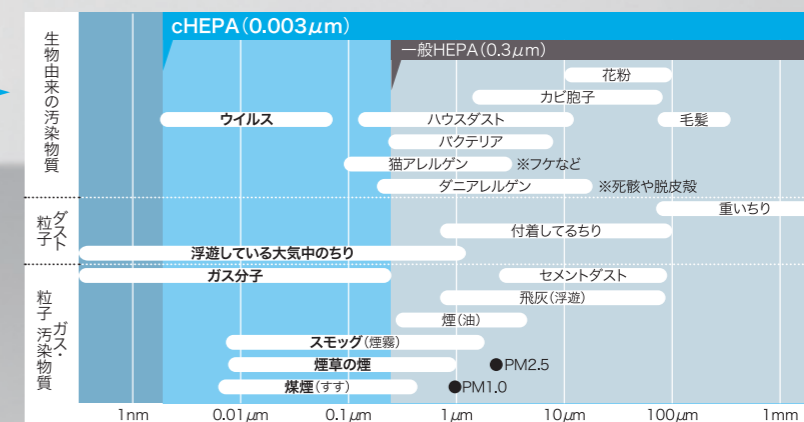 cHEPA(0.003μm)
一般HEPA(0.3μm)
生物由来の汚染物質
花粉
カビ胞子
ウイルス
ハウスダスト
毛髪
バクテリア
猫アレルゲン
※フケなど
ダニアレルゲン
※死骸や脱皮殻
ダスト
粒子
重いちり
付着してるちり
浮遊している大気中のちり
ガス・
粒子汚染物質
ガス分子
セメントダスト
飛灰(浮遊)
煙(油)
スモッグ(煙霧)
煙草の煙
●PM2.5
煤煙(すす)
●PM1.0
1nm
0.01μm
0.1μm
1μm
10μm
100μm
1mm